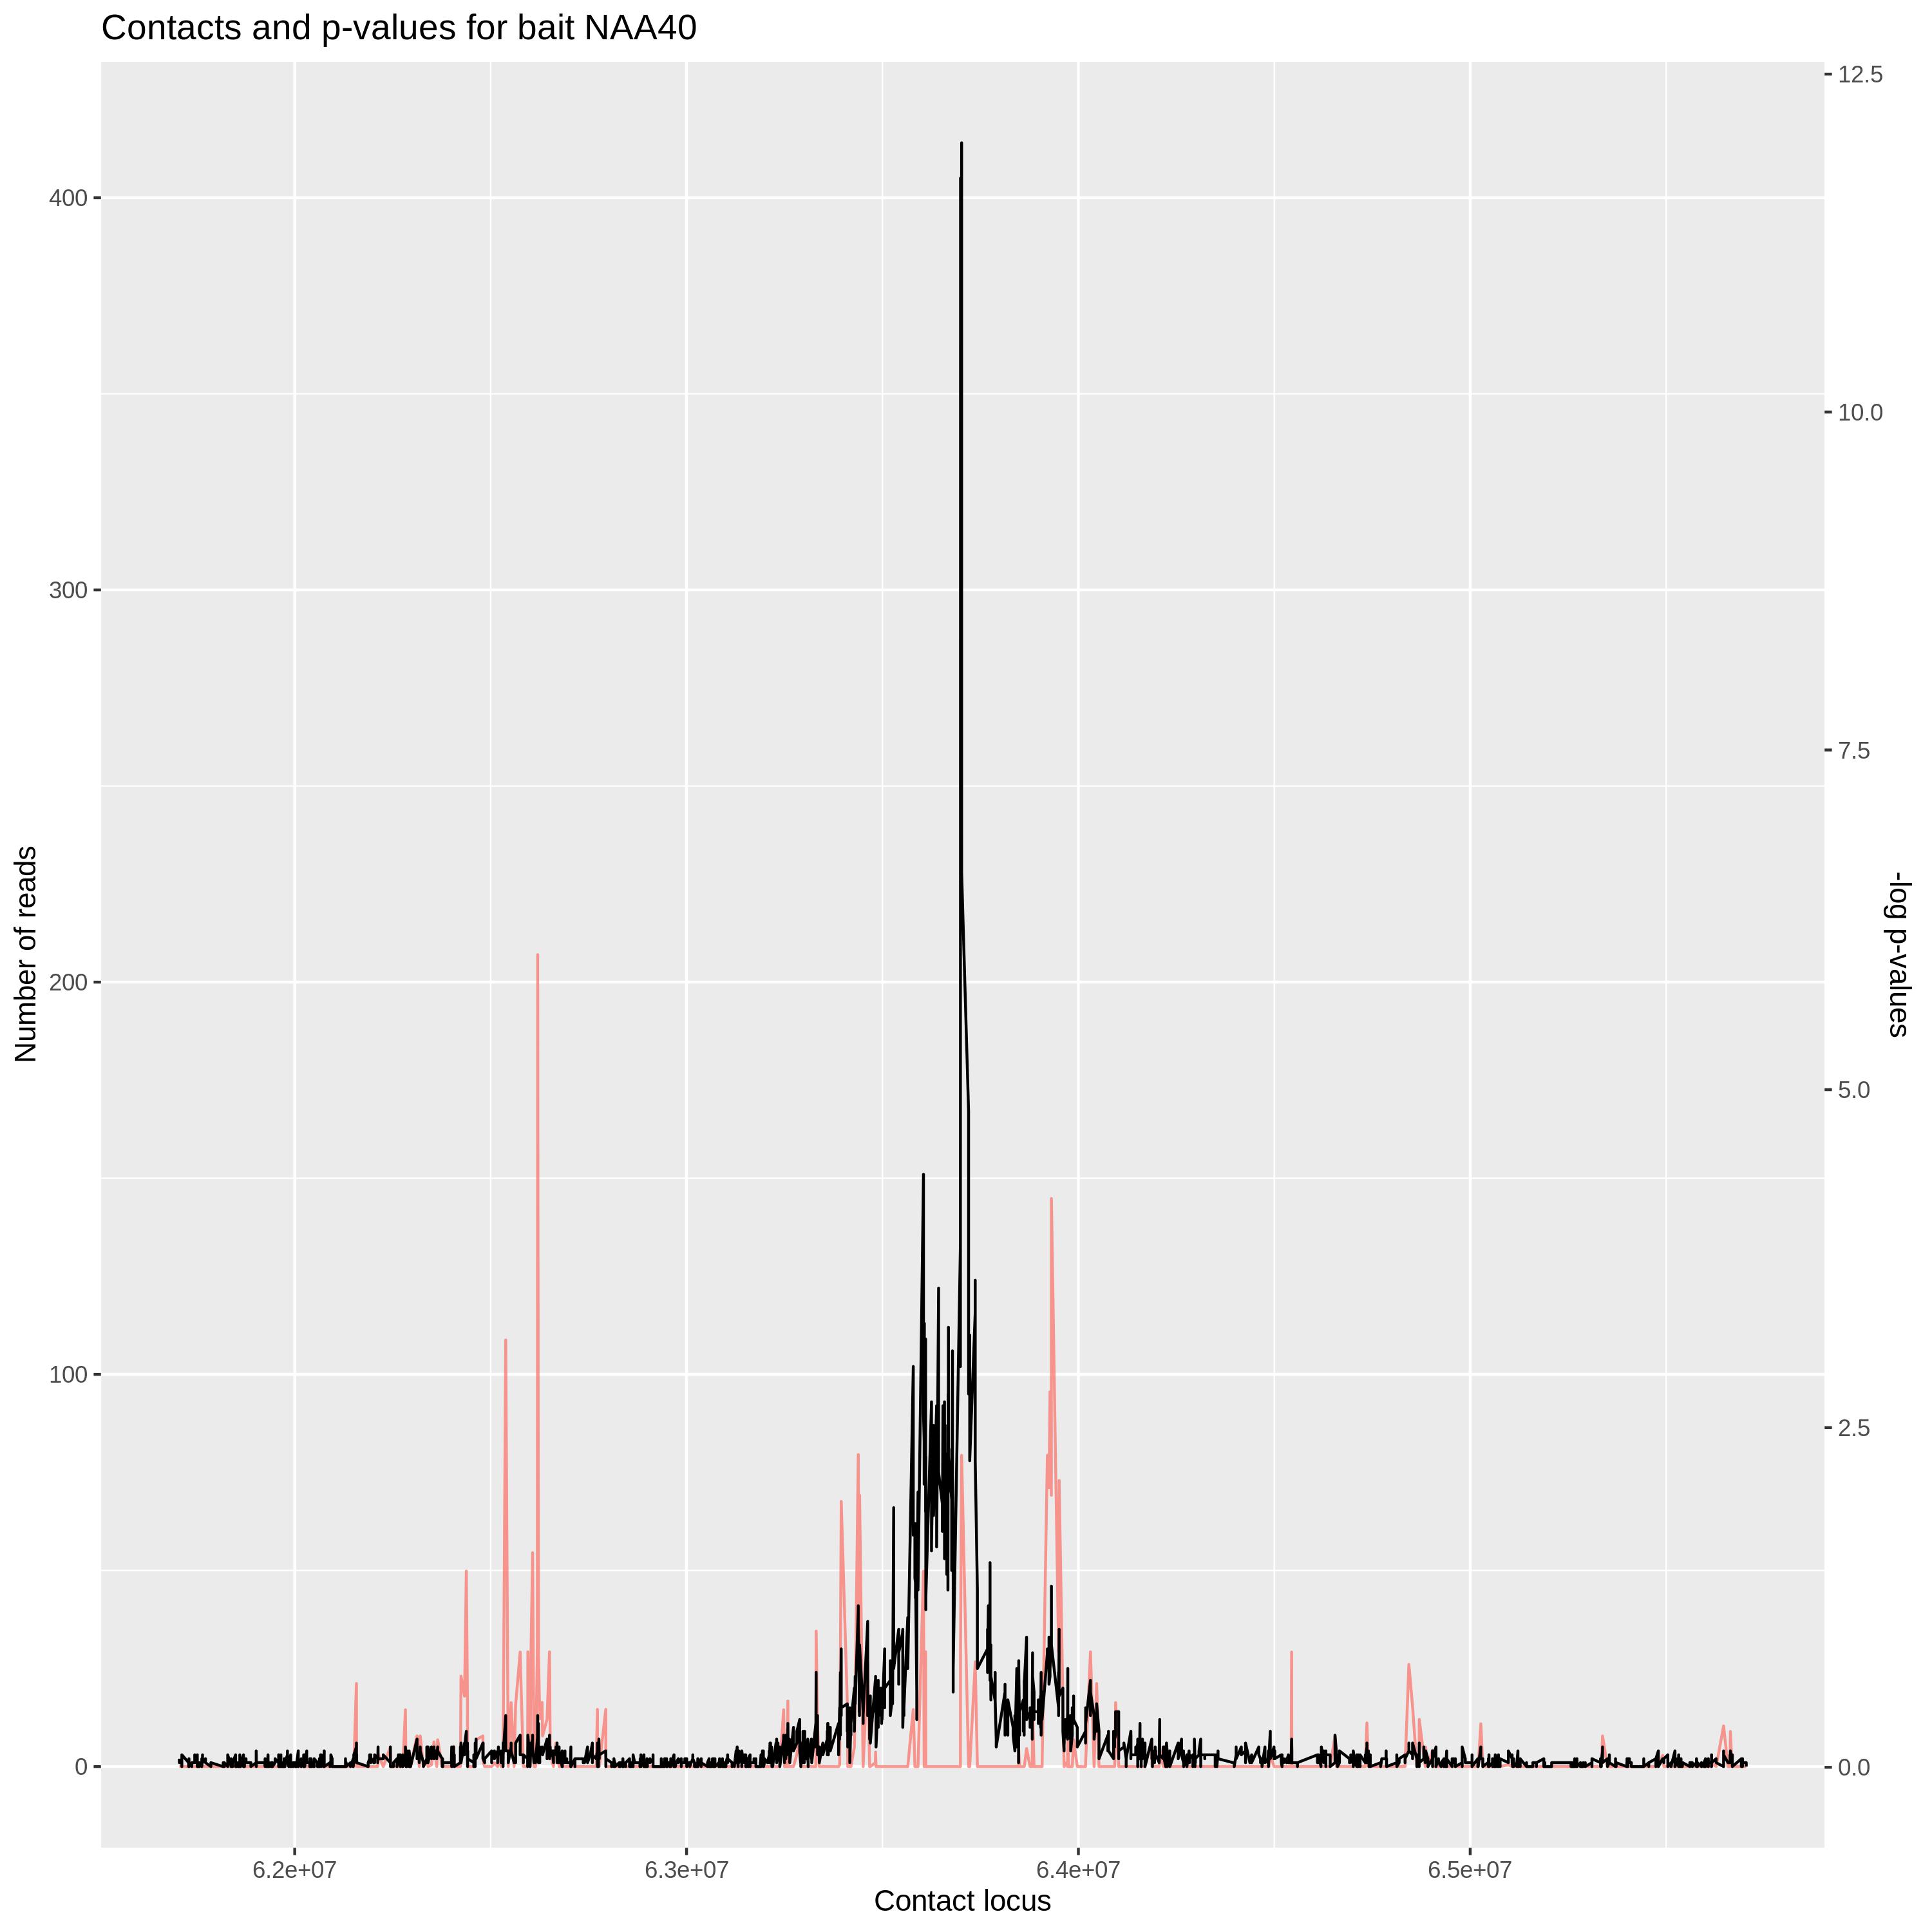 Contacts and p-values for bait NAA40
12.5
400
10.0
300
7.5
Number of reads
-log p-values
200
5.0
100
2.5
0
0.0
6.2e+07 6.3e+07 6.4e+07 6.5e+07
Contact locus